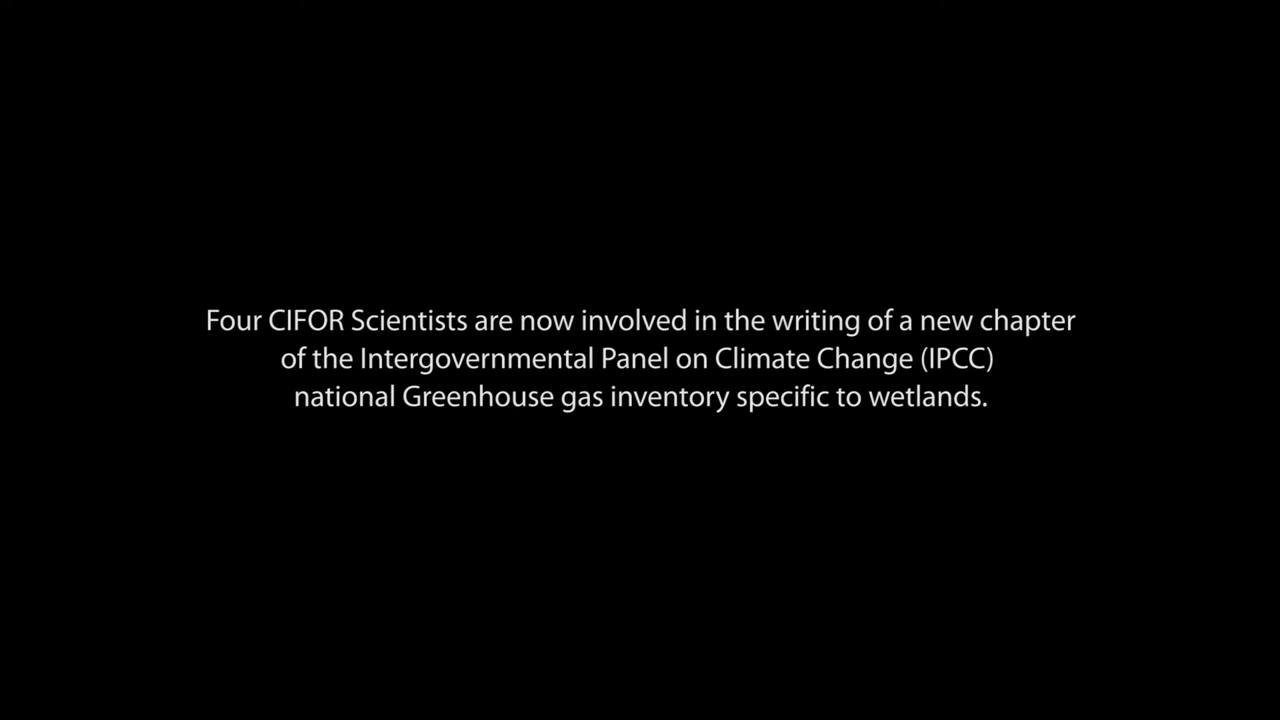 Four CIFOR Scientists are now involved in the writing of a new chapter
of the Intergovernmental Panel on Climate Change (IPCC)
national Greenhouse gas inventory specific to wetlands.